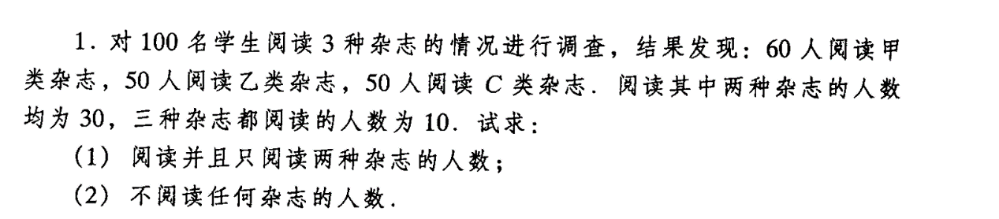 1. 对 100 名学生阅读 3 种杂志的情况进行调查，结果发现：60 人阅读甲
类杂志，50 人阅读乙类杂志，50 人阅读 C 类杂志．阅读其中两种杂志的人数
均为 30，三种杂志都阅读的人数为 10．试求：
(1) 阅读并且只阅读两种杂志的人数；
(2) 不阅读任何杂志的人数．